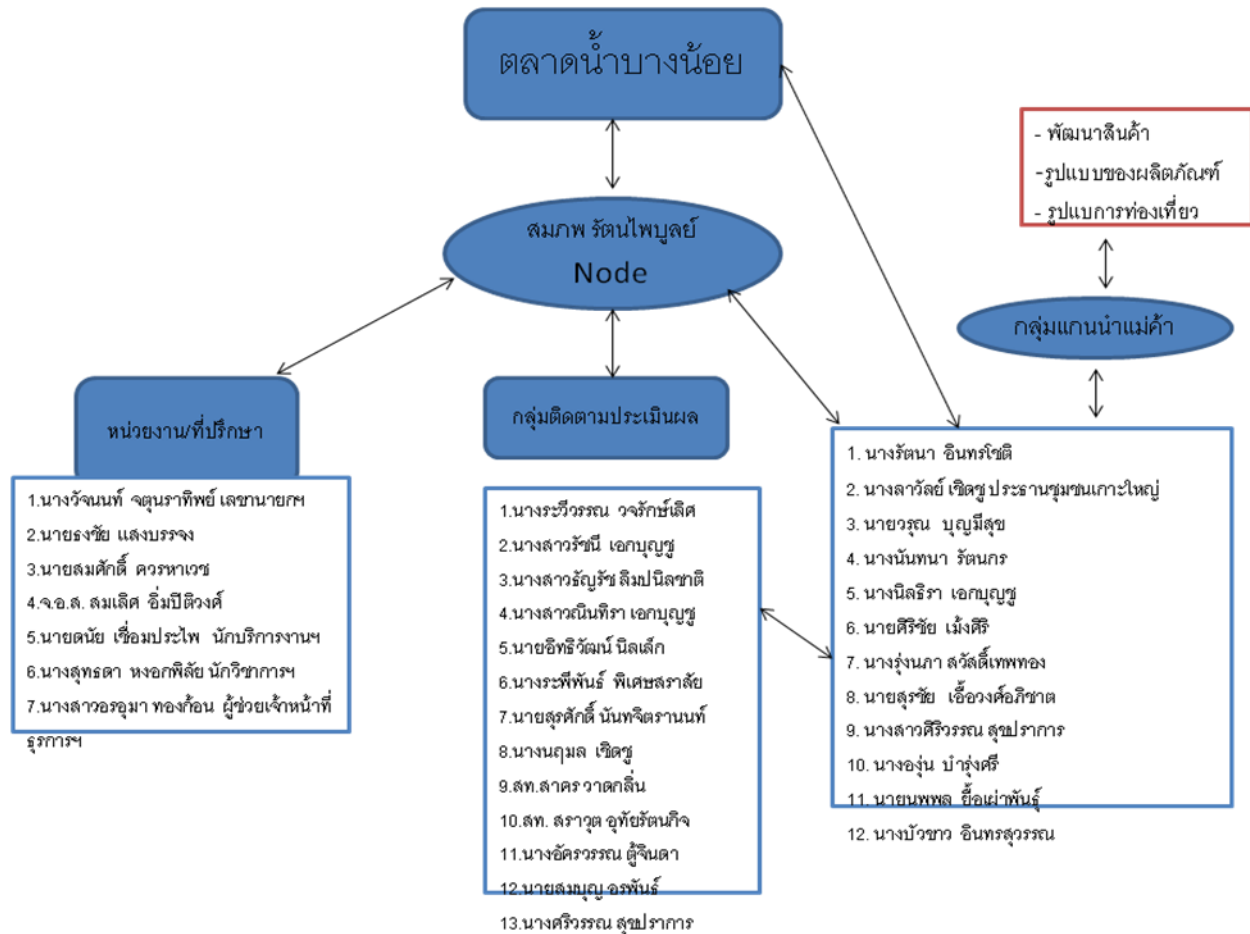 ตลาดน้ำบางน้อย
สมภพ รัตนไพบูลย์
Node
- พัฒนาสินค้า
-รูปแบบของผลิตภัณฑ์
- รูปแบการท่องเที่ยว
กลุ่มแกนนำแม่ค้า
หน่วยงาน/ที่ปรึกษา
1.นางวัจนนท์ จตุนราทิพย์ เลขานายกฯ
2.นายธงชัย แสงบรรจง
3.นายสมศักดิ์ ควรหาเวช
4.จ.อ.ส. สมเลิศ อิ่มปิติวงศ์
5.นายดนัย เชื่อมประไพ นักบริการงานฯ
6.นางสุทธดา หงอกพิลัย นักวิชาการฯ
7.นางสาวอรอุมา ทองก้อน ผู้ช่วยเจ้าหน้าที่
ธุรการฯ
กลุ่มติดตามประเมินผล
1.นางระวีวรรณ วจรักษ์เลิศ
2.นางสาวรัชนี เอกบุญชู
3.นางสาวธัญรัช ลิมปนิลชาติ
4.นางสาวณินทิรา เอกบุญชู
5.นายอิทธิวัฒน์ นิลเล็ก
6.นางระพีพันธ์ พิเศษสราลัย
7.นายสุรศักดิ์ นันทจิตรานนท์
8.นางนฤมล เชิดชู
9.สท.สาคร วาดกลิ่น
10.สท. สราวุต อุทัยรัตนกิจ
11.นางอัครวรรณ ตู้จินดา
12.นายสมบุญ อรพันธ์
13.นางศริวรรณ สุขปราการ
1. นางรัตนา อินทรโชติ
2. นางลาวัลย์ เชิดชู ประธานชุมชนเกาะใหญ่
3. นายวรุณ บุญมีสุข
4. นางนันทนา รัตนกร
5. นางนิลธิรา เอกบุญชู
6. นายศิริชัย เม้งศิริ
7. นางรุ่งนภา สวัสดิ์เทพทอง
8. นายสุรชัย เอื้อวงศ์อภิชาต
9. นางสาวศิริวรรณ สุขปราการ
10. นางองุ่น บำรุ่งศรี
11. นายนพพล ยื้อเผ่าพันธุ์
12. นางบัวขาว อินทรสุวรรณ